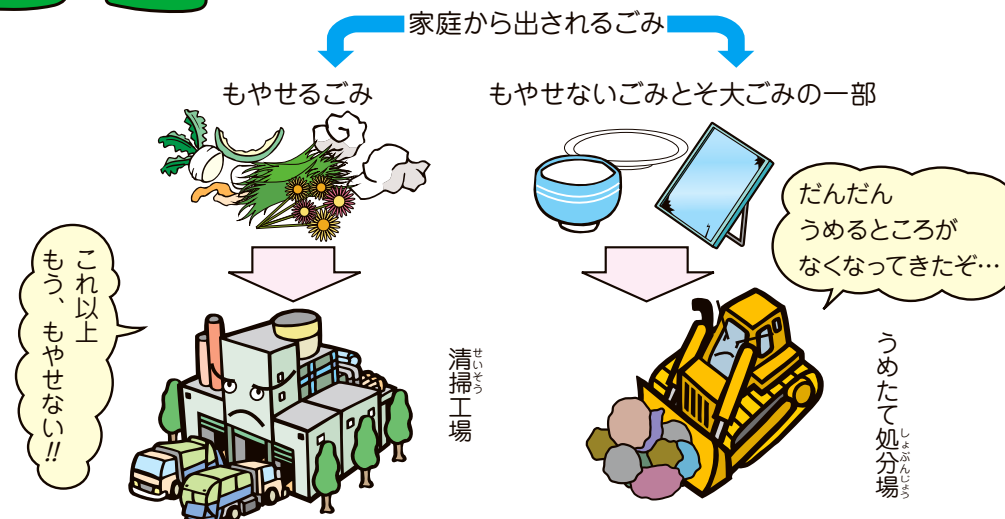 家庭から出されるごみ
もやせるごみ
もやせないごみとそ大ごみの一部
だんだん
うめるところが
なくなってきたぞ…
これ以上
もう、もやせない!!
清掃工場
せいそう
うめたて処分場
しょぶんじょう